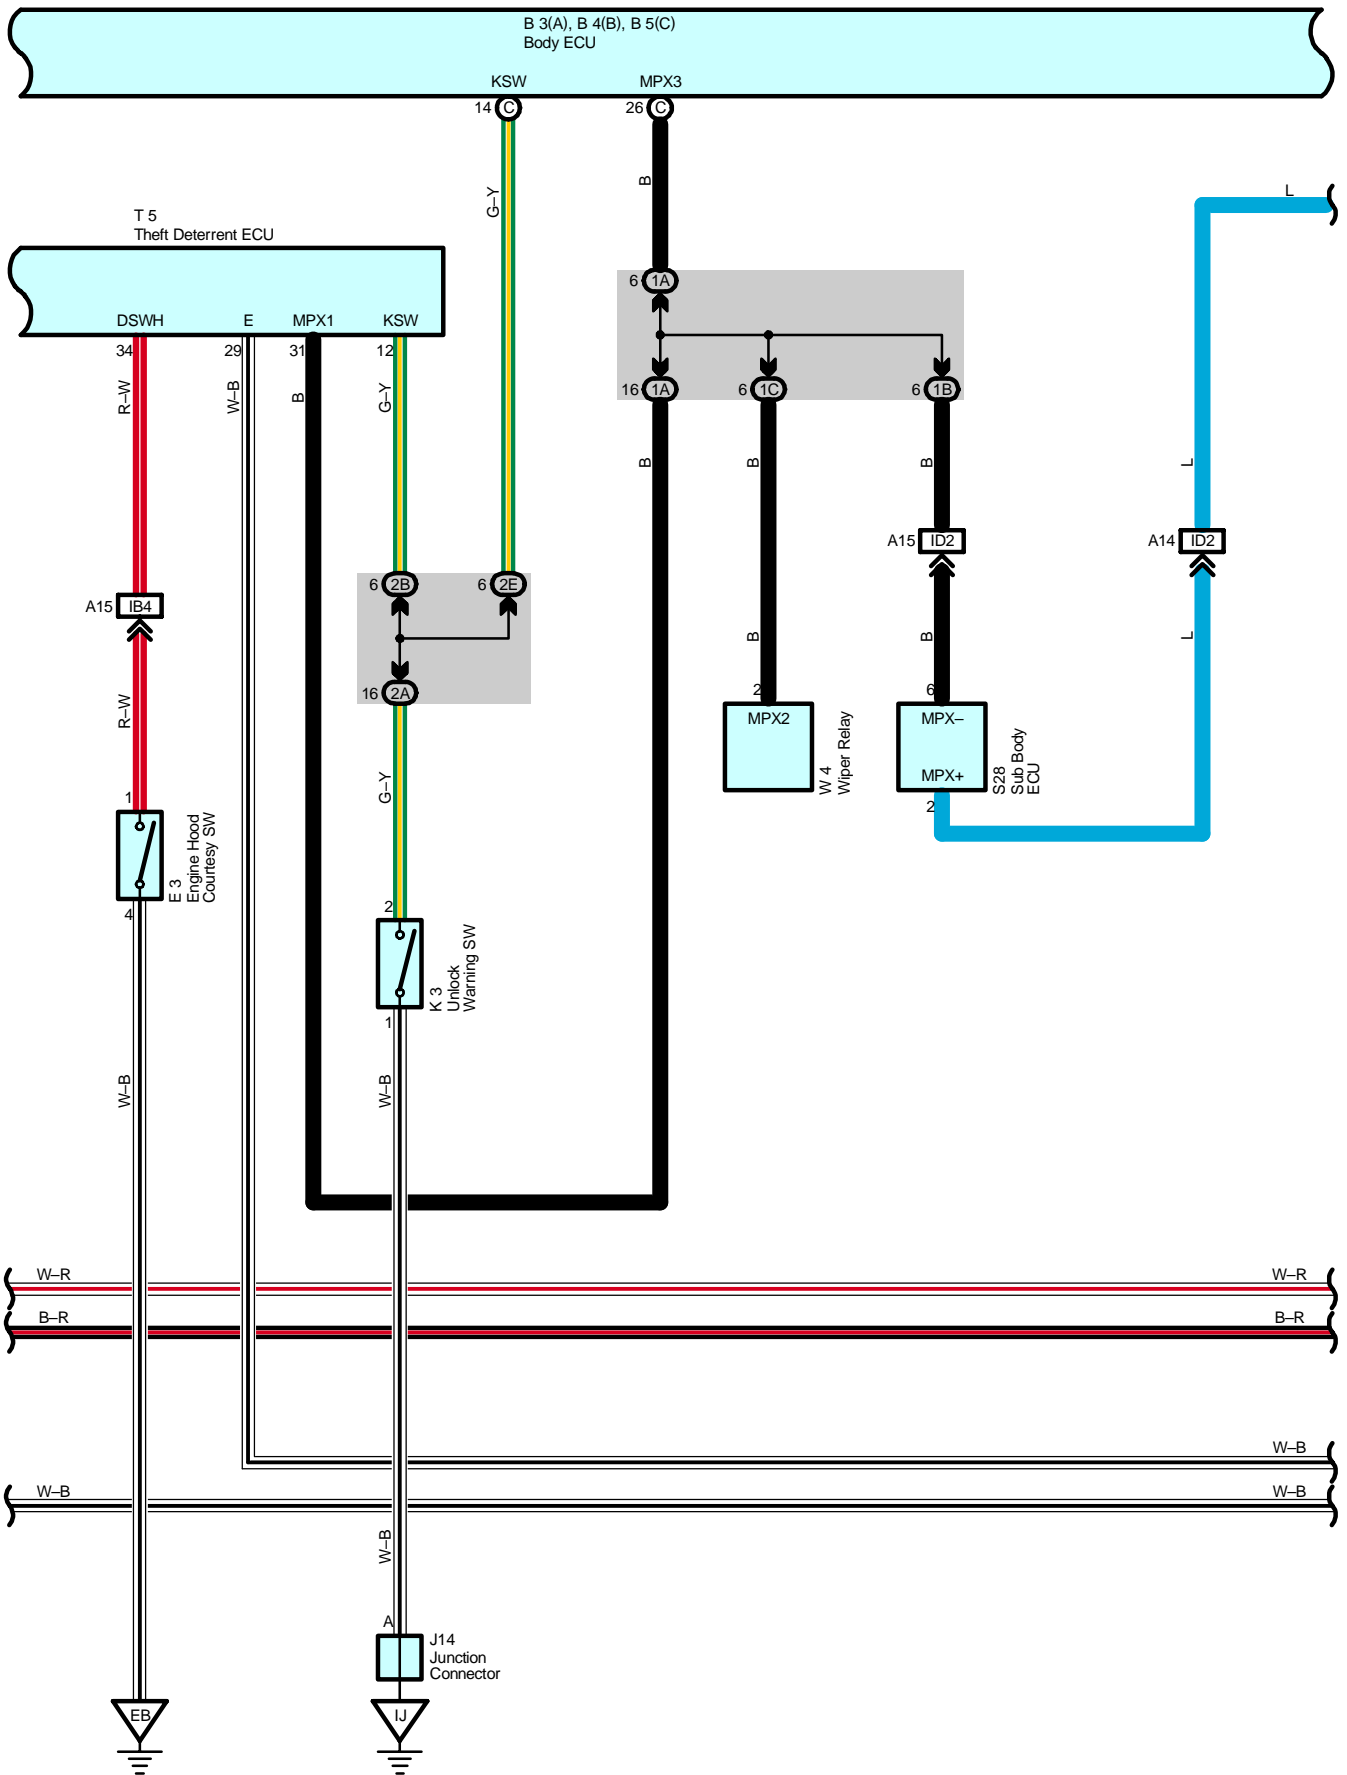 B 3(A), B 4(B), B 5(C)
Body ECU
KSW
MPX3
14
C
26
C
G–Y
B
L
T 5
Theft Deterrent ECU
DSWH
E
MPX1
KSW
34
29
31
12
R–W
W–B
B
G–Y
6
1A
16
1A
6
1C
6
1B
B
B
B
L
A15
ID2
A14
ID2
6
2B
6
2E
A15
IB4
B
B
L
16
2A
R–W
2
MPX2
W 4
Wiper Relay
6
MPX–
MPX+
2
S28
Sub Body
ECU
G–Y
1
E 3
Engine Hood
Courtesy SW
4
2
K 3
Unlock
Warning SW
1
W–B
W–B
W–R
W–R
B–R
B–R
W–B
W–B
W–B
W–B
A
J14
Junction
Connector
EB
IJ